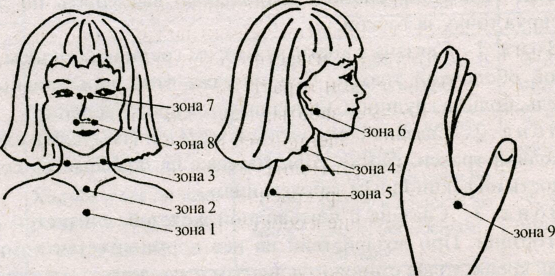 зона 7
зона 8
зона 3
зона 2
зона 1
зона 6
зона 4
зона 5
зона 9